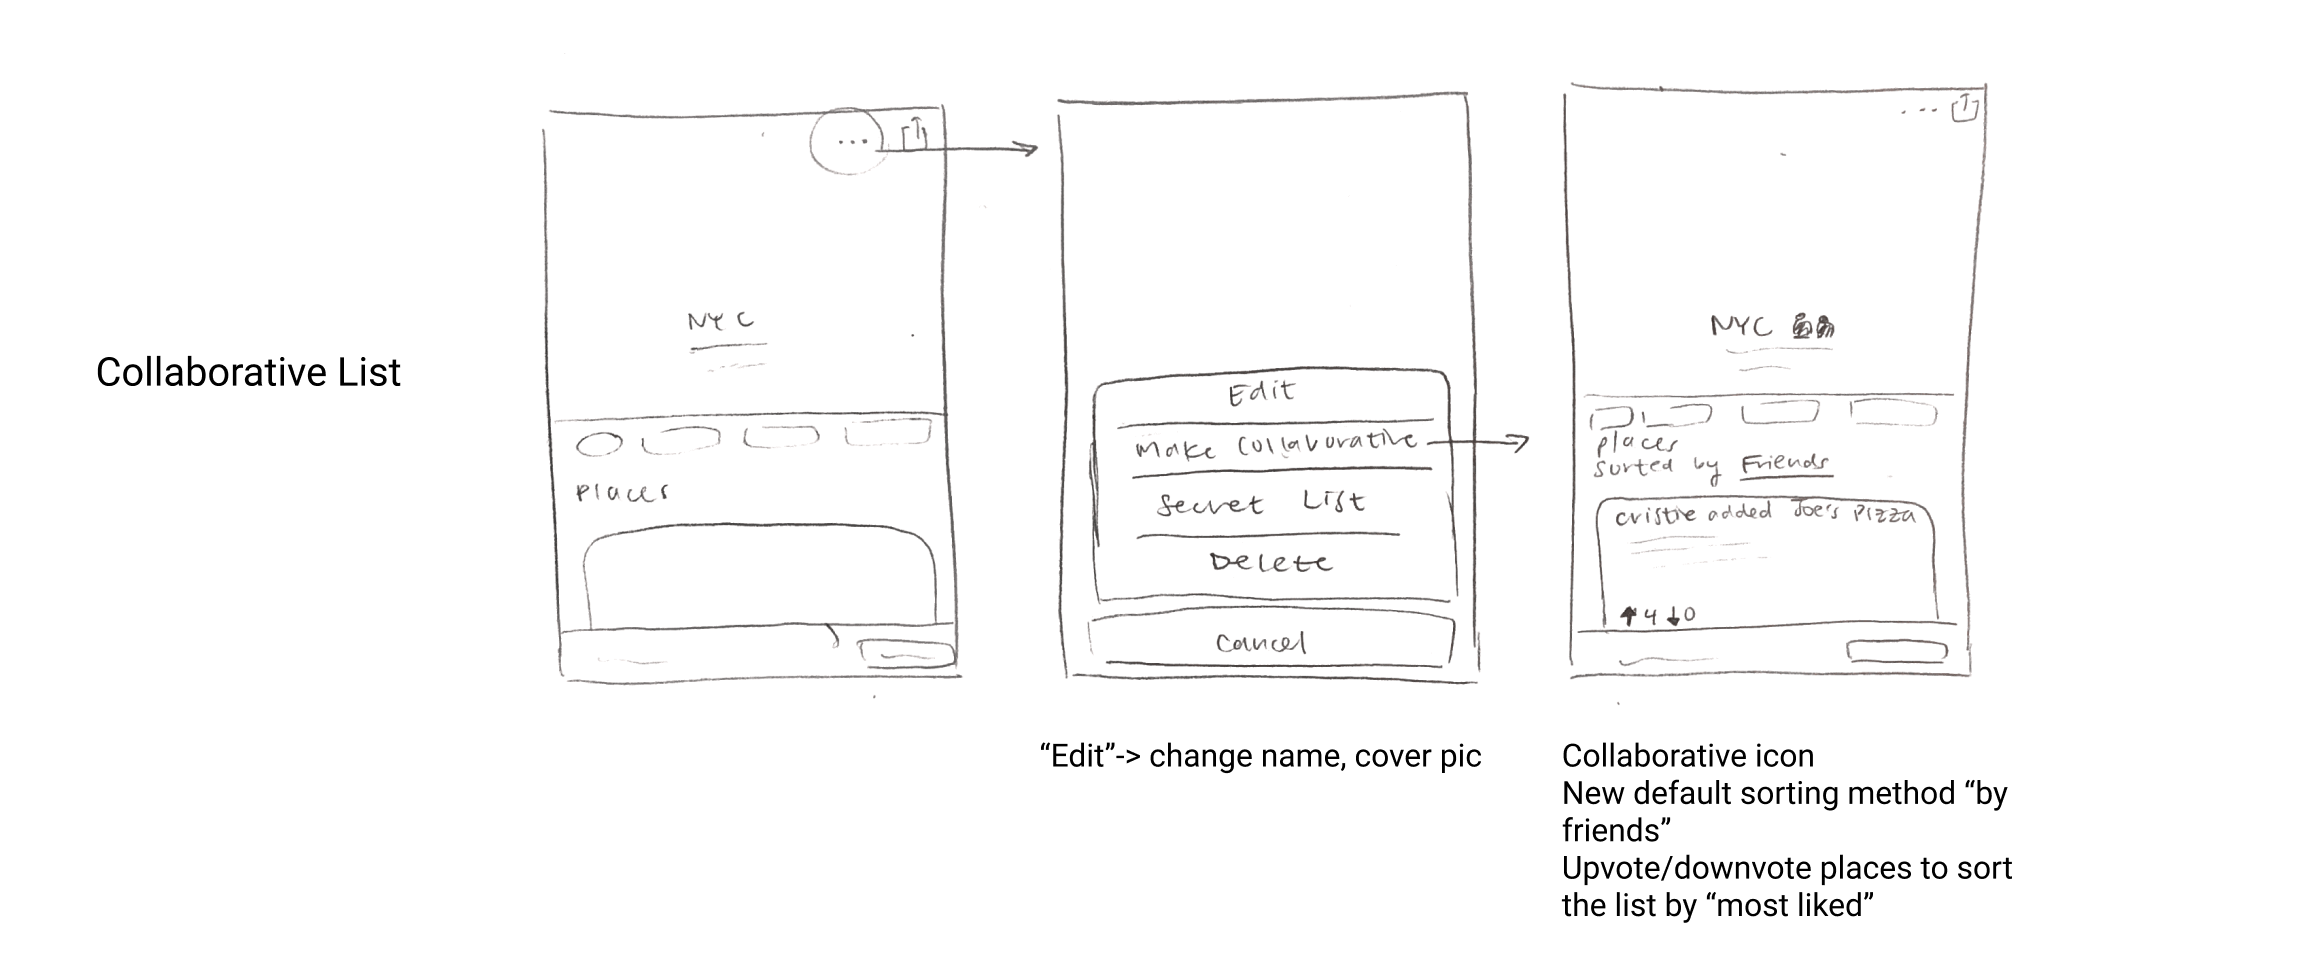 Collaborative List
...
NYC
Places
Edit
Make Collaborative
Secret List
Delete
Cancel
“Edit”-> change name, cover pic
...
NYC
Places
Sorted by Friends
Cristie added Joe's Pizza
↑4 ↓0
Collaborative icon
New default sorting method “by
friends”
Upvote/downvote places to sort
the list by “most liked”